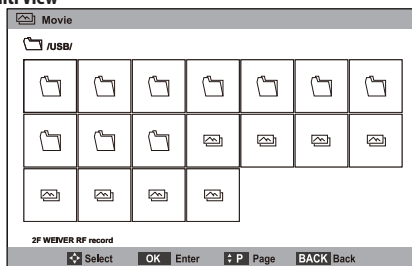 Movie
/USB/
2F WEIVER RF record
Select OK Enter P Page BACK Back